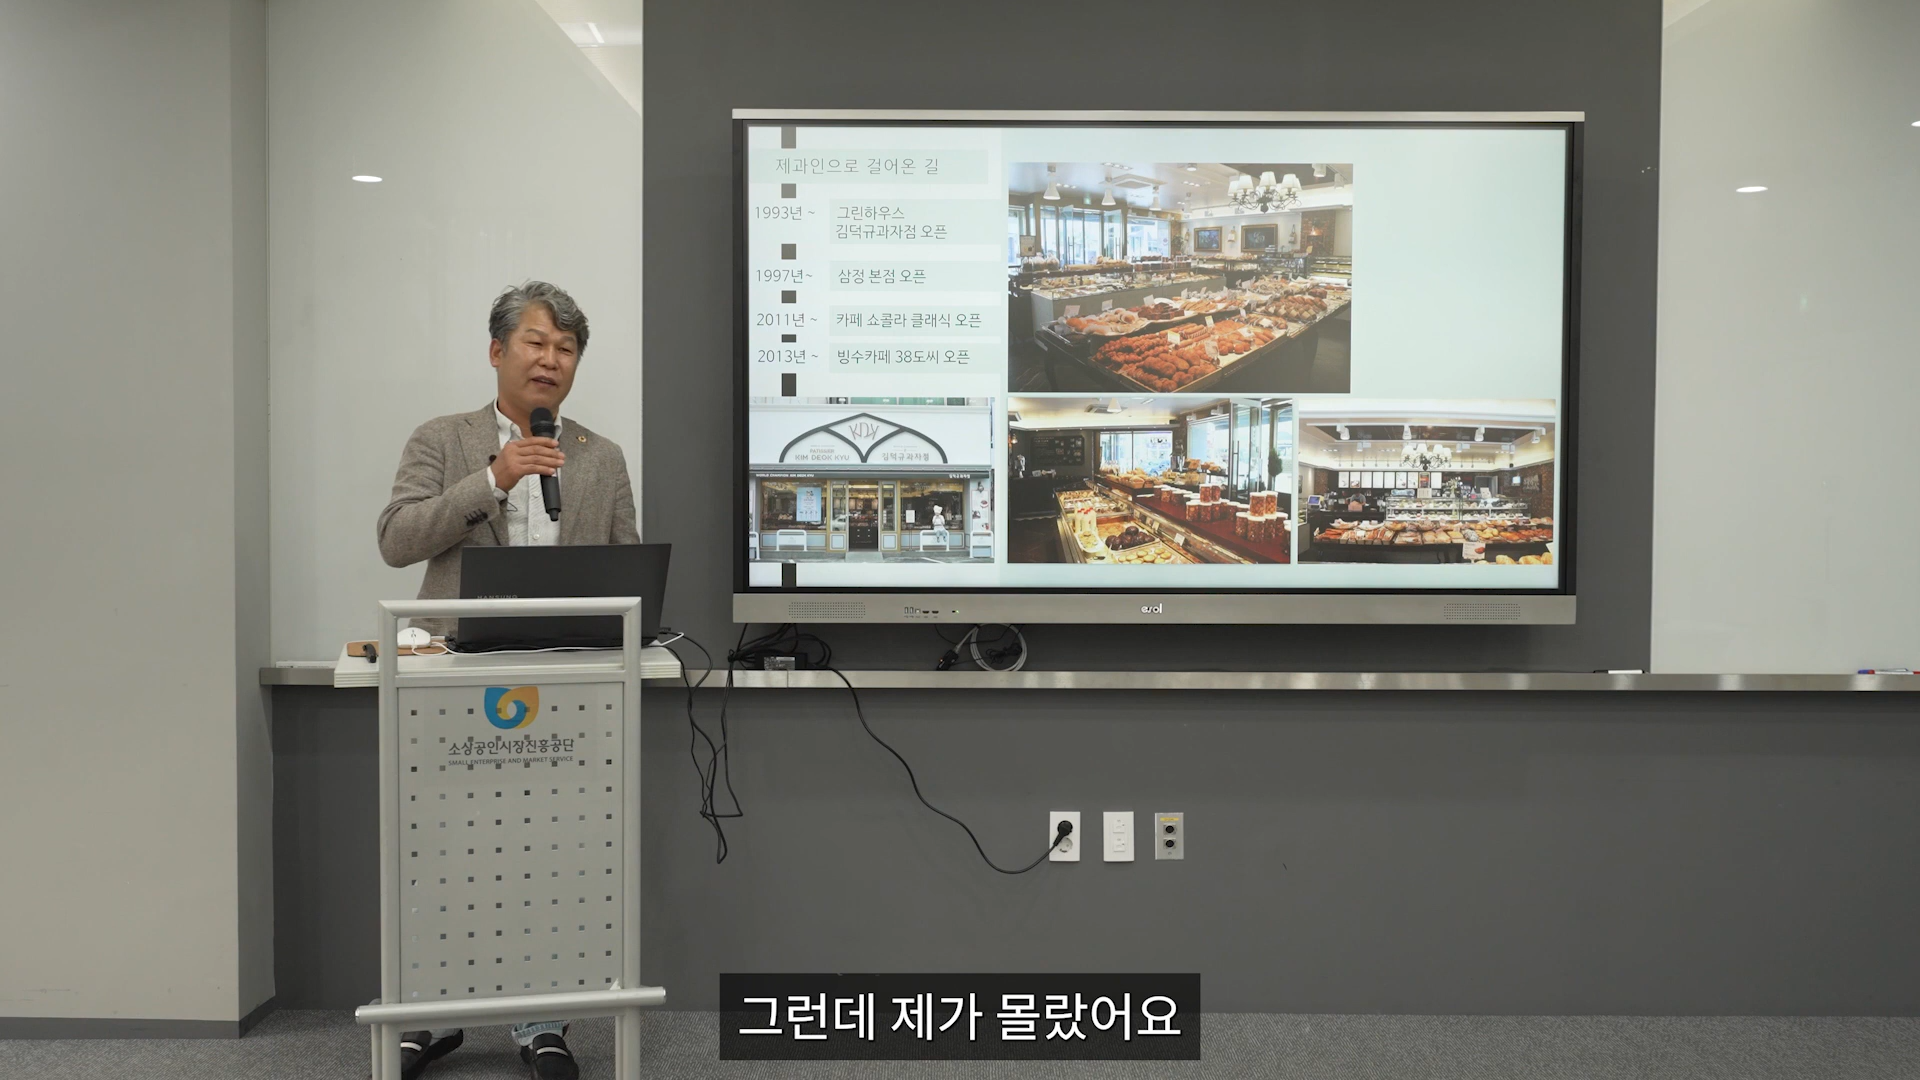 제과인으로 걸어온 길
1993년 ~ 그린하우스
김덕규과자점 오픈
1997년~ 삼정 본점 오픈
2011년 ~ 카페 쇼콜라 클래식 오픈
2013년 ~ 빙수카페 38도씨 오픈
PATISSIER
KIM DEOK KYU 김덕규과자점
esol
SAMSUNG
소상공인시장진흥공단
SMALL ENTERPRISE AND MARKET SERVICE
그런데 제가 몰랐어요